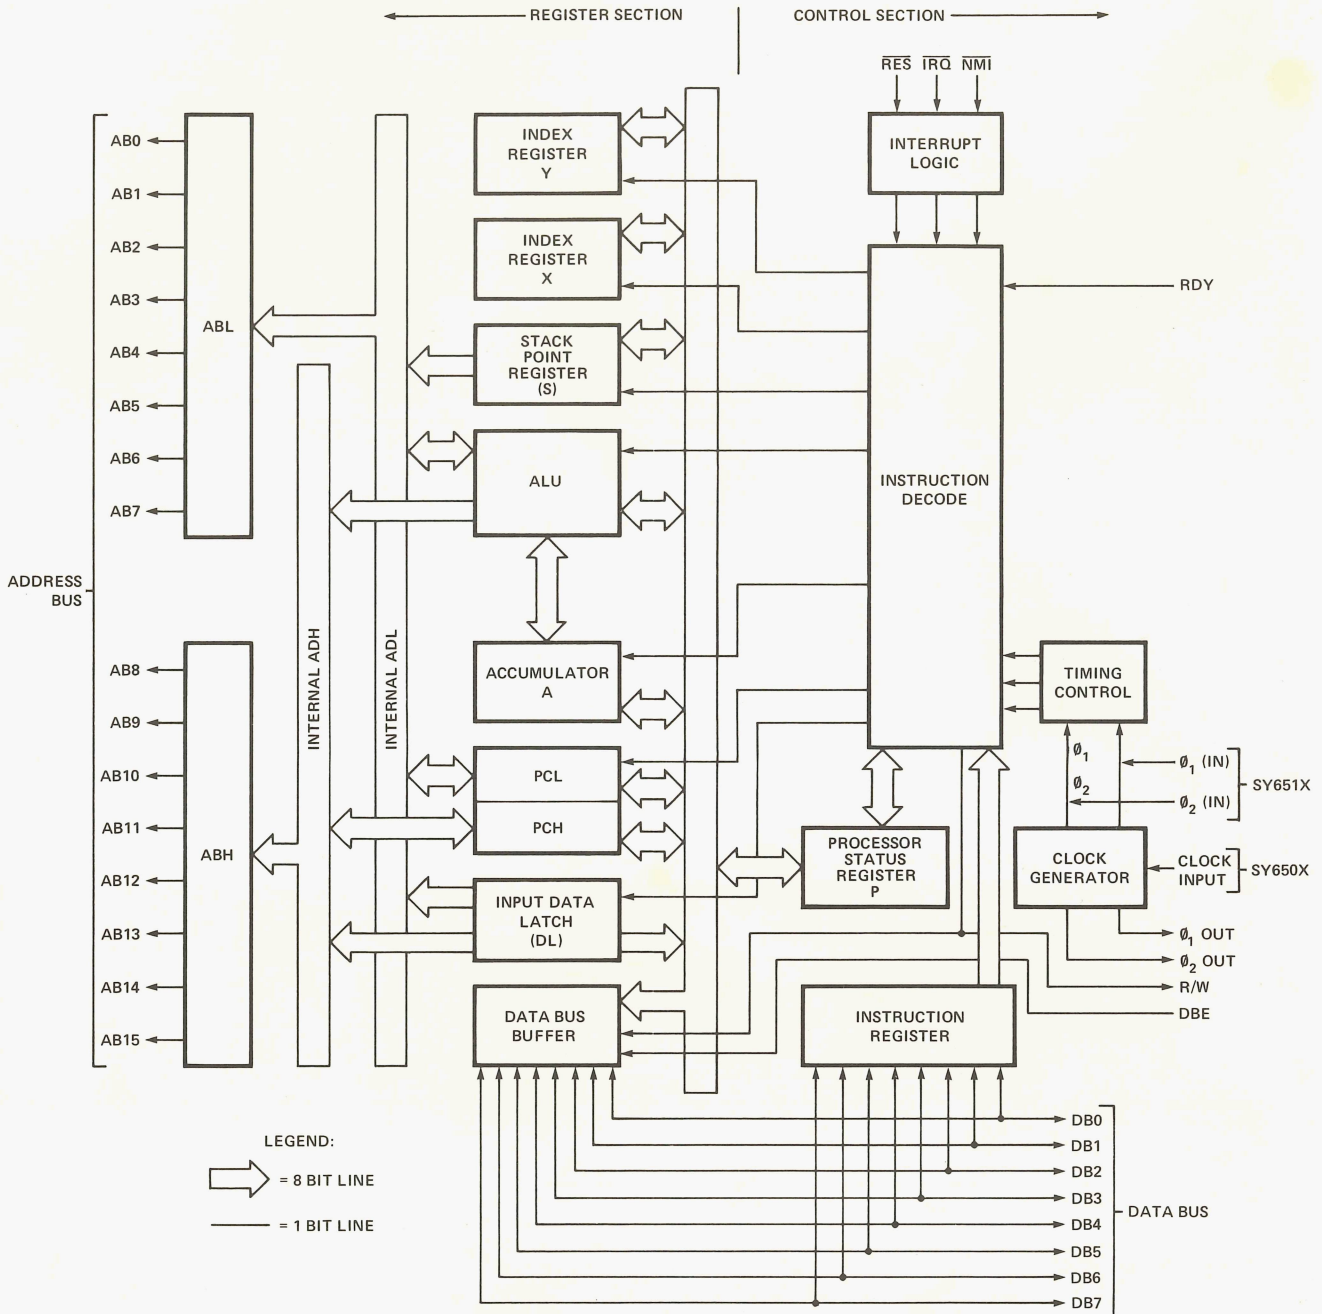 REGISTER SECTION
CONTROL SECTION
RES IRQ NMI
INTERRUPT
LOGIC
AB0
AB1
AB2
AB3
AB4
AB5
AB6
AB7
ABL
ADDRESS
BUS
AB8
AB9
AB10
AB11
AB12
AB13
AB14
AB15
ABH
INTERNAL ADH
INTERNAL ADL
INDEX
REGISTER
Y
INDEX
REGISTER
X
STACK
POINT
REGISTER
(S)
ALU
ACCUMULATOR
A
PCL
PCH
INPUT DATA
LATCH
(DL)
DATA BUS
BUFFER
INSTRUCTION
DECODE
RDY
TIMING
CONTROL
Ø1
Ø2
Ø1 (IN)
Ø2 (IN)
SY651X
PROCESSOR
STATUS
REGISTER
P
CLOCK
GENERATOR
CLOCK
INPUT
SY650X
Ø1 OUT
Ø2 OUT
R/W
DBE
INSTRUCTION
REGISTER
DB0
DB1
DB2
DB3
DB4
DB5
DB6
DB7
DATA BUS
LEGEND:
= 8 BIT LINE
= 1 BIT LINE